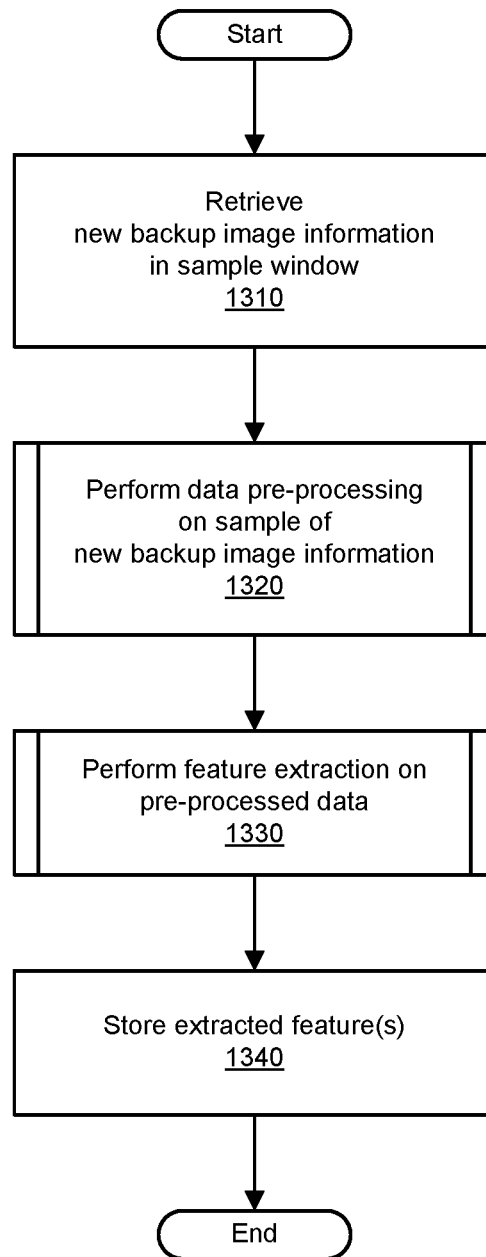 Start
Retrieve
new backup image information
in sample window
1310
Perform data pre-processing
on sample of
new backup image information
1320
Perform feature extraction on
pre-processed data
1330
Store extracted feature(s)
1340
End